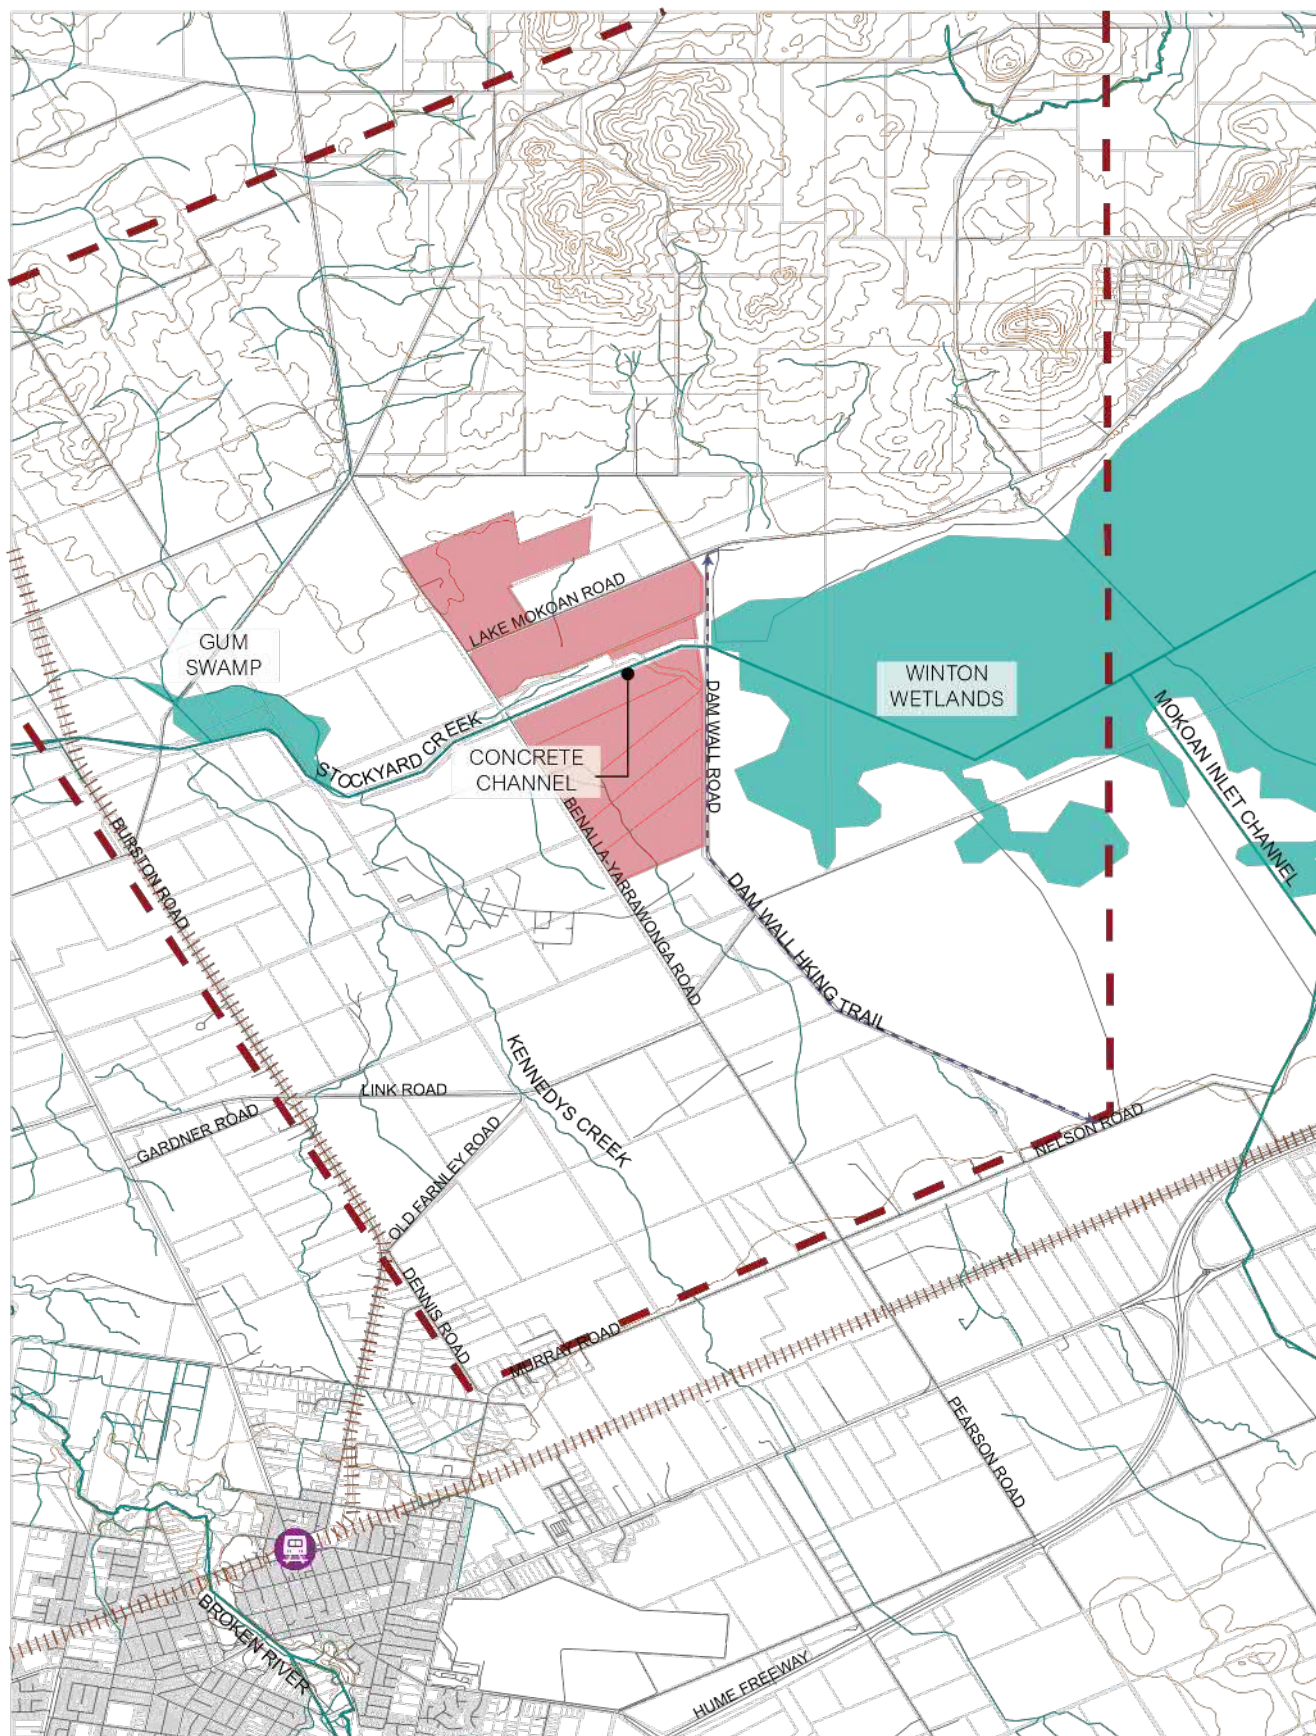 LAKE MOKOAN ROAD
GUM
SWAMP
WINTON
WETLANDS
DAM WALL ROAD
MOKOAN INLET CHANNEL
STOCKYARD CREEK
CONCRETE
CHANNEL
BENALLA-YARRAWONGA ROAD
BURSTON ROAD
DAM WALL HKING TRAIL
KENNEDYS CREEK
LINK ROAD
GARDNER ROAD
NELSON ROAD
OLD FARNLEY ROAD
DENNIS ROAD
MURRAY ROAD
PEARSON ROAD
BROKEN RIVER
HUME FREEWAY